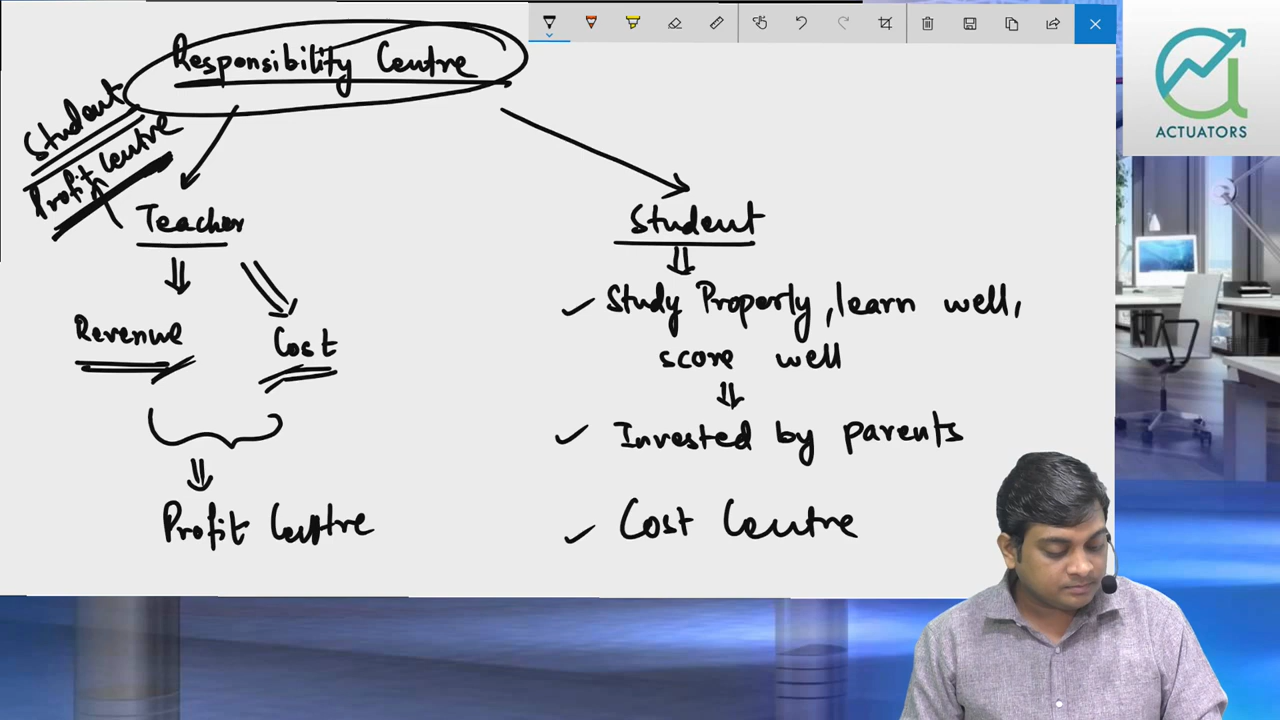 Responsibility Centre
ACTUATORS
Student
Profit Centre
Teacher
Student
Revenue
Cost
Study Properly, learn well,
score well
Invested by parents
Profit Centre
Cost Centre